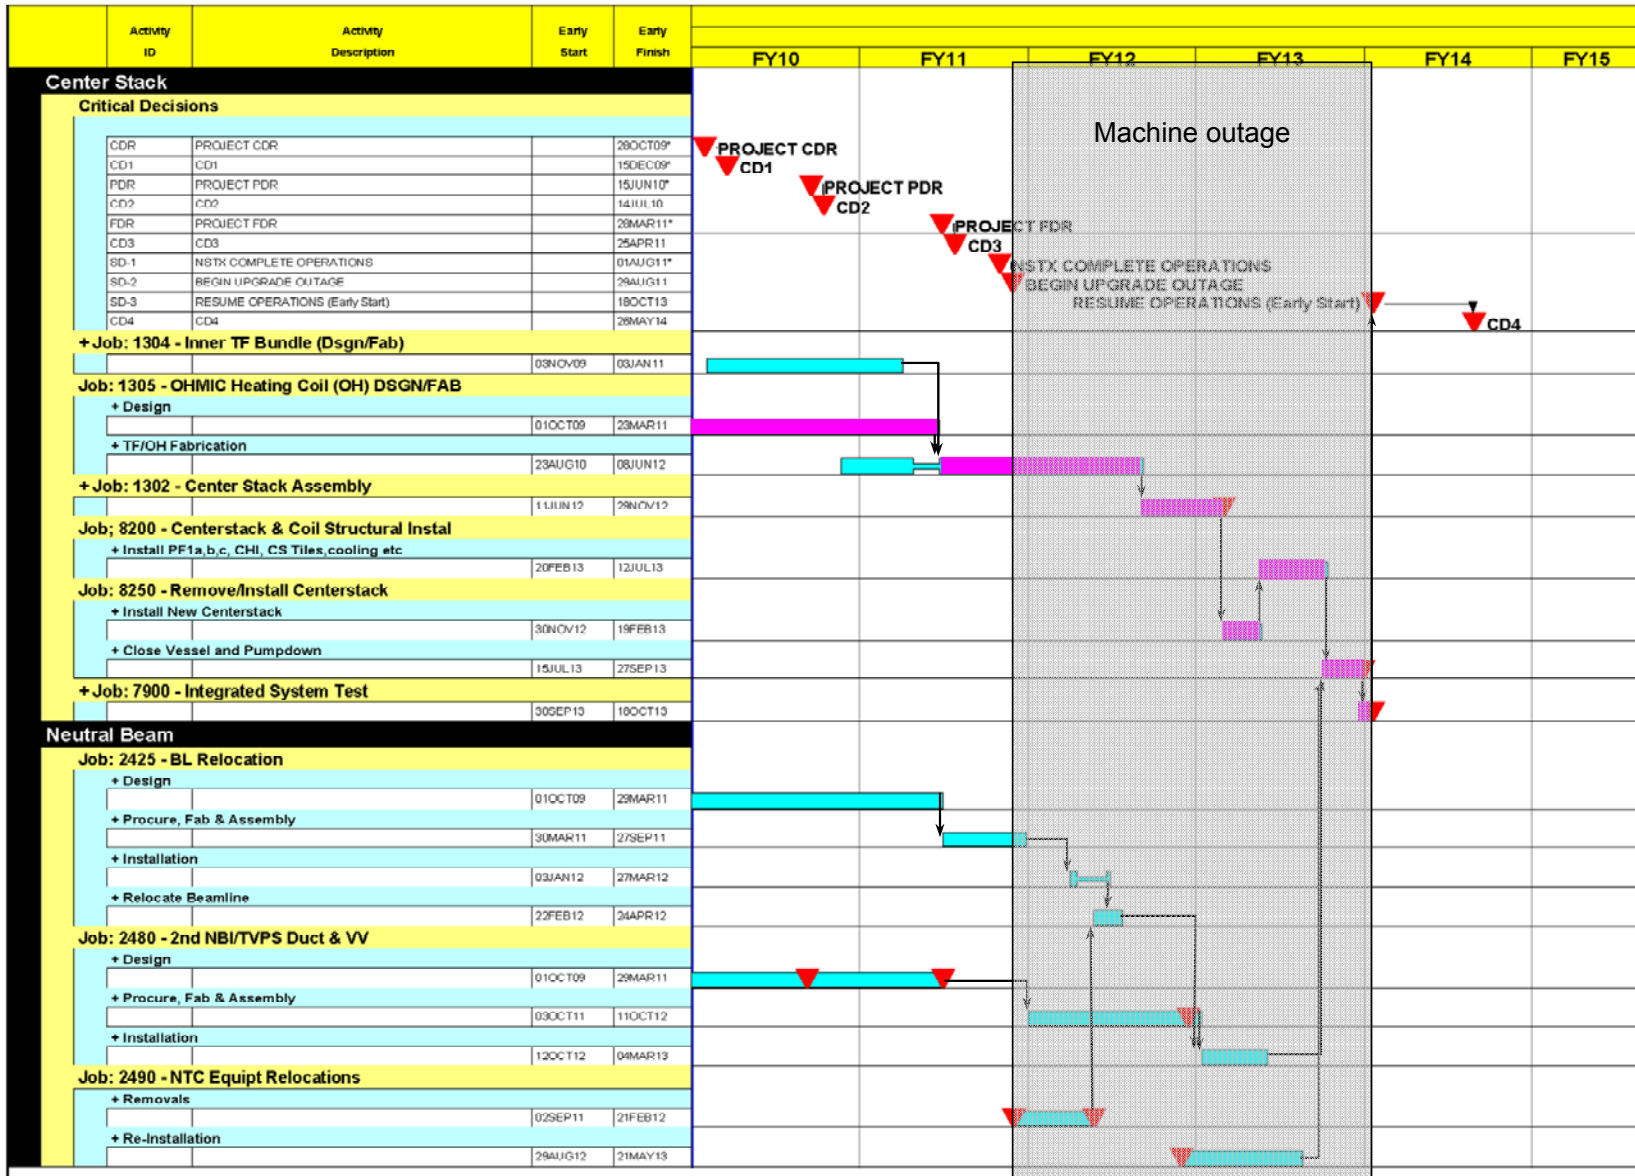 Activity ID Activity Description Early Start Early Finish
FY10 FY11 FY12 FY13 FY14 FY15
Center Stack
Critical Decisions
Machine outage
CDR PROJECT CDR 28OCT09* PROJECT CDR
CD1 CD1 15DEC09* CD1
PDR PROJECT PDR 15JUN10* PROJECT PDR
CD2 CD2 14JUL10 CD2
FDR PROJECT FDR 28MAR11* PROJECT FDR
CD3 CD3 25APR11 CD3
SD-1 NSTX COMPLETE OPERATIONS 01AUG11* NSTX COMPLETE OPERATIONS
SD-2 BEGIN UPGRADE OUTAGE 29AUG11 BEGIN UPGRADE OUTAGE
SD-3 RESUME OPERATIONS (Early Start) 18OCT13 RESUME OPERATIONS (Early Start)
CD4 CD4 26MAY14 CD4
+ Job: 1304 - Inner TF Bundle (Dsgn/Fab)
03NOV09 03JAN11
Job: 1305 - OHMIC Heating Coil (OH) DSGN/FAB
+ Design
01OCT09 23MAR11
+ TF/OH Fabrication
23AUG10 08JUN12
+ Job: 1302 - Center Stack Assembly
11JUN12 29NOV12
Job; 8200 - Centerstack & Coil Structural Instal
+ Install PF1a,b,c, CHI, CS Tiles,cooling etc
20FEB13 12JUL13
Job: 8250 - Remove/Install Centerstack
+ Install New Centerstack
30NOV12 19FEB13
+ Close Vessel and Pumpdown
15JUL13 27SEP13
+ Job: 7900 - Integrated System Test
30SEP13 18OCT13
Neutral Beam
Job: 2425 - BL Relocation
+ Design
01OCT09 29MAR11
+ Procure, Fab & Assembly
30MAR11 27SEP11
+ Installation
03JAN12 27MAR12
+ Relocate Beamline
22FEB12 24APR12
Job: 2480 - 2nd NBI/TVPS Duct & VV
+ Design
01OCT09 29MAR11
+ Procure, Fab & Assembly
03OCT11 11OCT12
+ Installation
12OCT12 04MAR13
Job: 2490 - NTC Equipt Relocations
+ Removals
02SEP11 21FEB12
+ Re-Installation
29AUG12 21MAY13